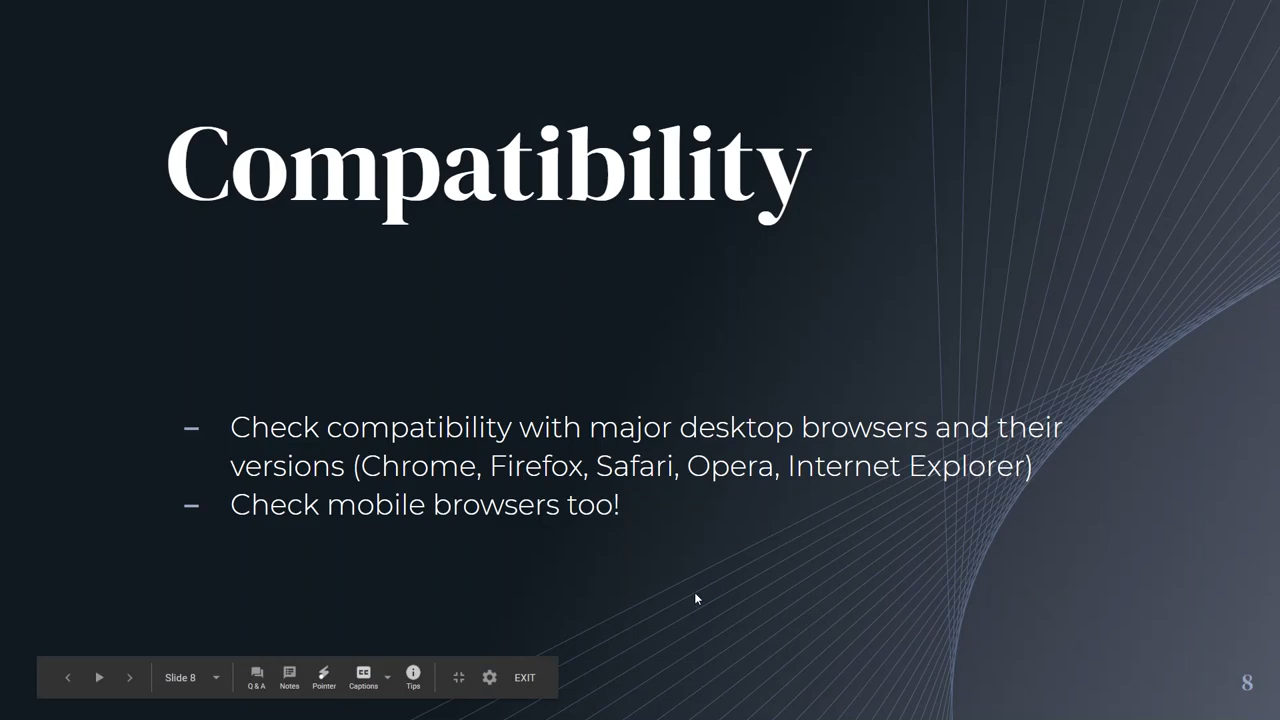 Compatibility
– Check compatibility with major desktop browsers and their
versions (Chrome, Firefox, Safari, Opera, Internet Explorer)
– Check mobile browsers too!
Slide 8
Q & A
Notes
Pointer
Captions
Tips
EXIT
8